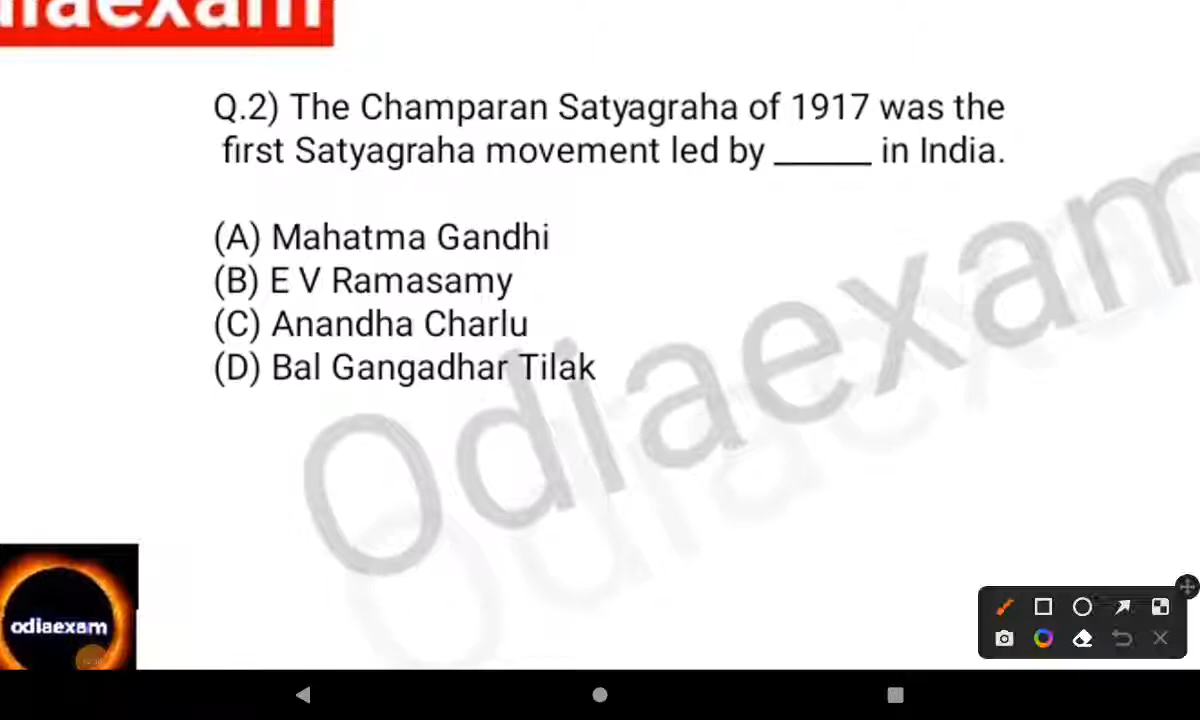 Q.2) The Champaran Satyagraha of 1917 was the
first Satyagraha movement led by ______ in India.
(A) Mahatma Gandhi
(B) E V Ramasamy
(C) Anandha Charlu
(D) Bal Gangadhar Tilak
Odiaexam
odiaexam